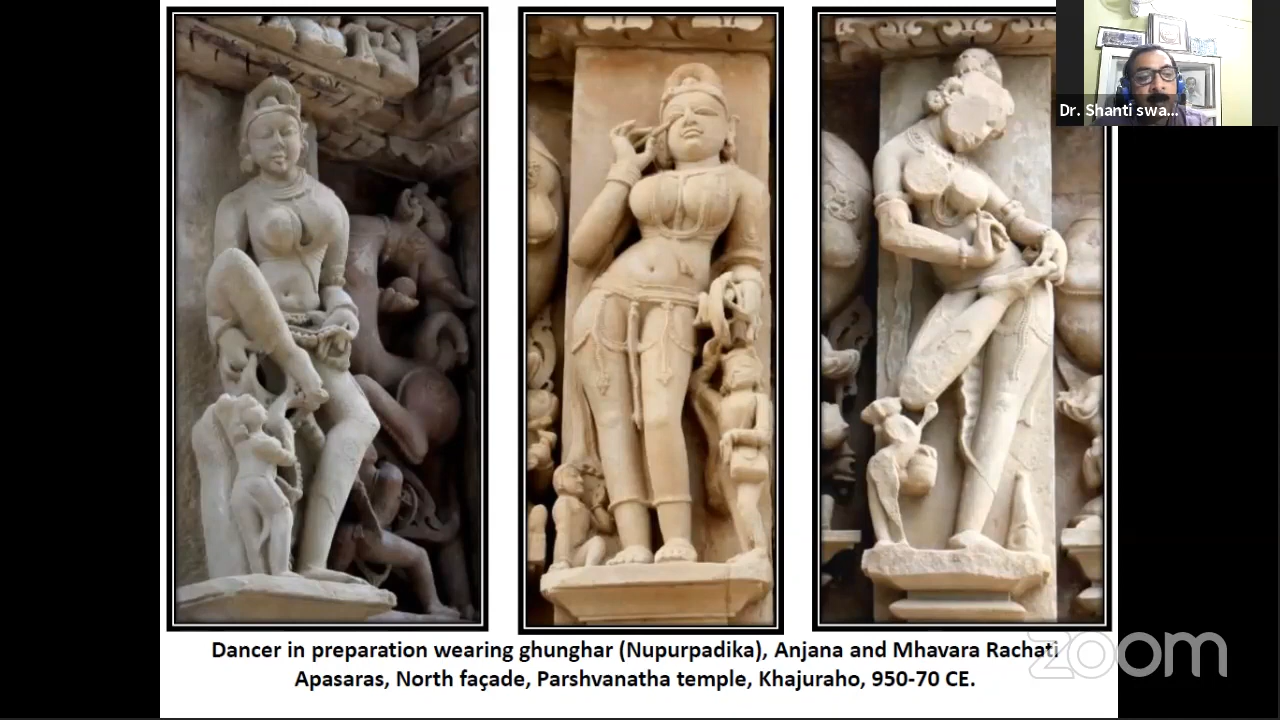 Dr. Shanti swa...
Dancer in preparation wearing ghunghar (Nupurpadika), Anjana and Mhavara Rachati
Apasaras, North façade, Parshvanatha temple, Khajuraho, 950-70 CE.
zoom